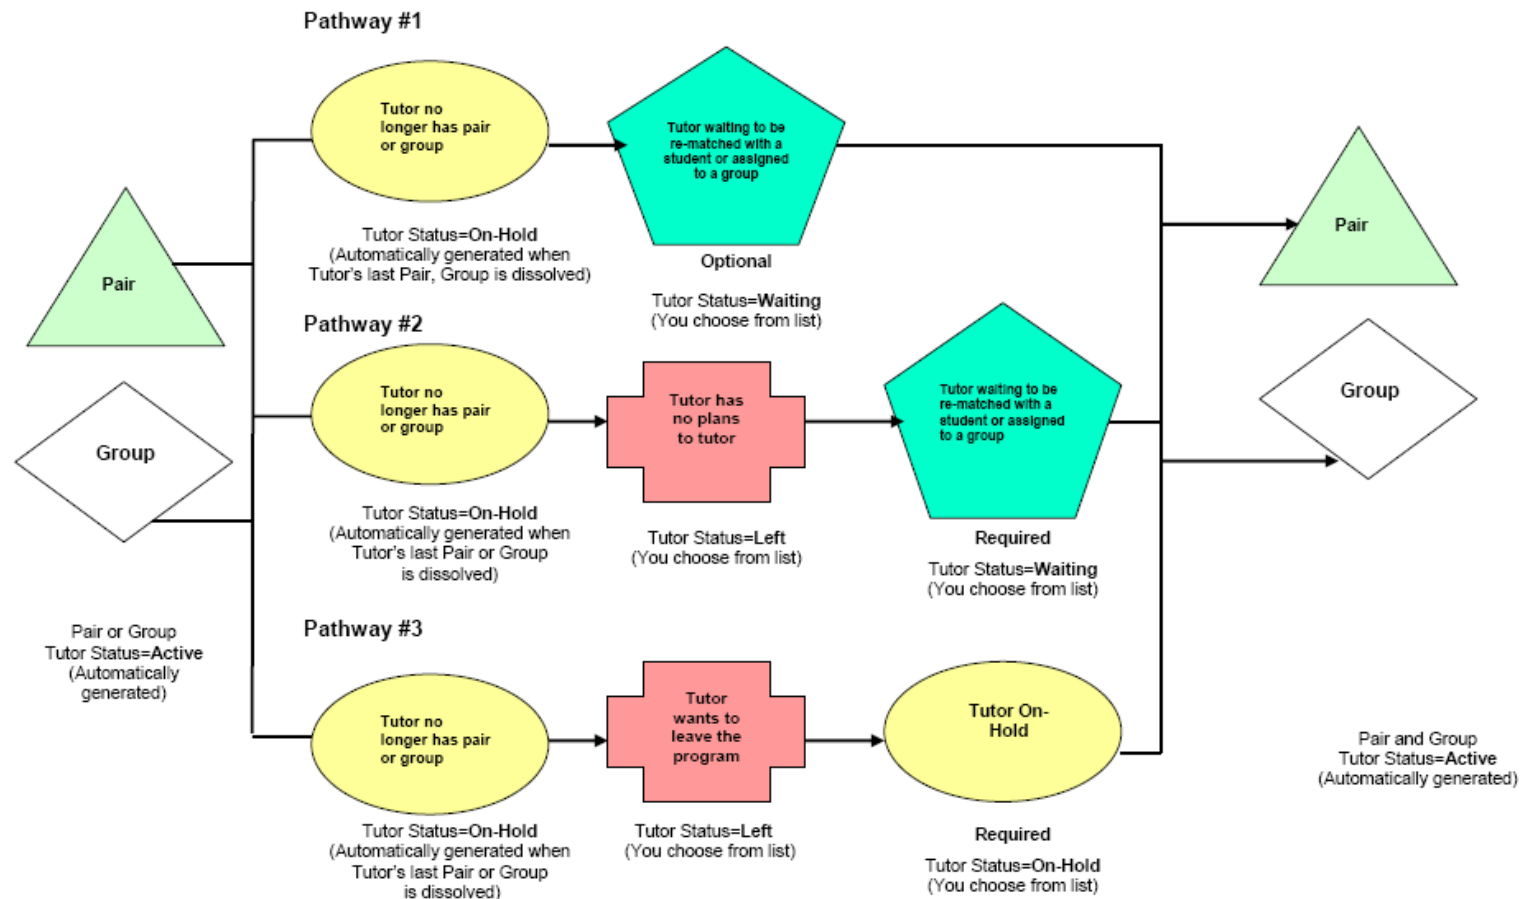 Pathway #1
Tutor no
longer has pair
or group
Tutor waiting to be
re-matched with a
student or assigned
to a group
Pair
Pair
Tutor Status=On-Hold
(Automatically generated when
Tutor's last Pair, Group is dissolved)
Optional
Tutor Status=Waiting
(You choose from list)
Pathway #2
Tutor no
longer has pair
or group
Tutor has
no plans
to tutor
Tutor waiting to be
re-matched with a
student or assigned
to a group
Group
Group
Tutor Status=On-Hold
(Automatically generated when
Tutor's last Pair or Group
is dissolved)
Tutor Status=Left
(You choose from list)
Required
Tutor Status=Waiting
(You choose from list)
Pair or Group
Tutor Status=Active
(Automatically
generated)
Pathway #3
Tutor no
longer has pair
or group
Tutor
wants to
leave the
program
Tutor On-
Hold
Pair and Group
Tutor Status=Active
(Automatically generated)
Tutor Status=On-Hold
(Automatically generated when
Tutor's last Pair or Group
is dissolved)
Tutor Status=Left
(You choose from list)
Required
Tutor Status=On-Hold
(You choose from list)